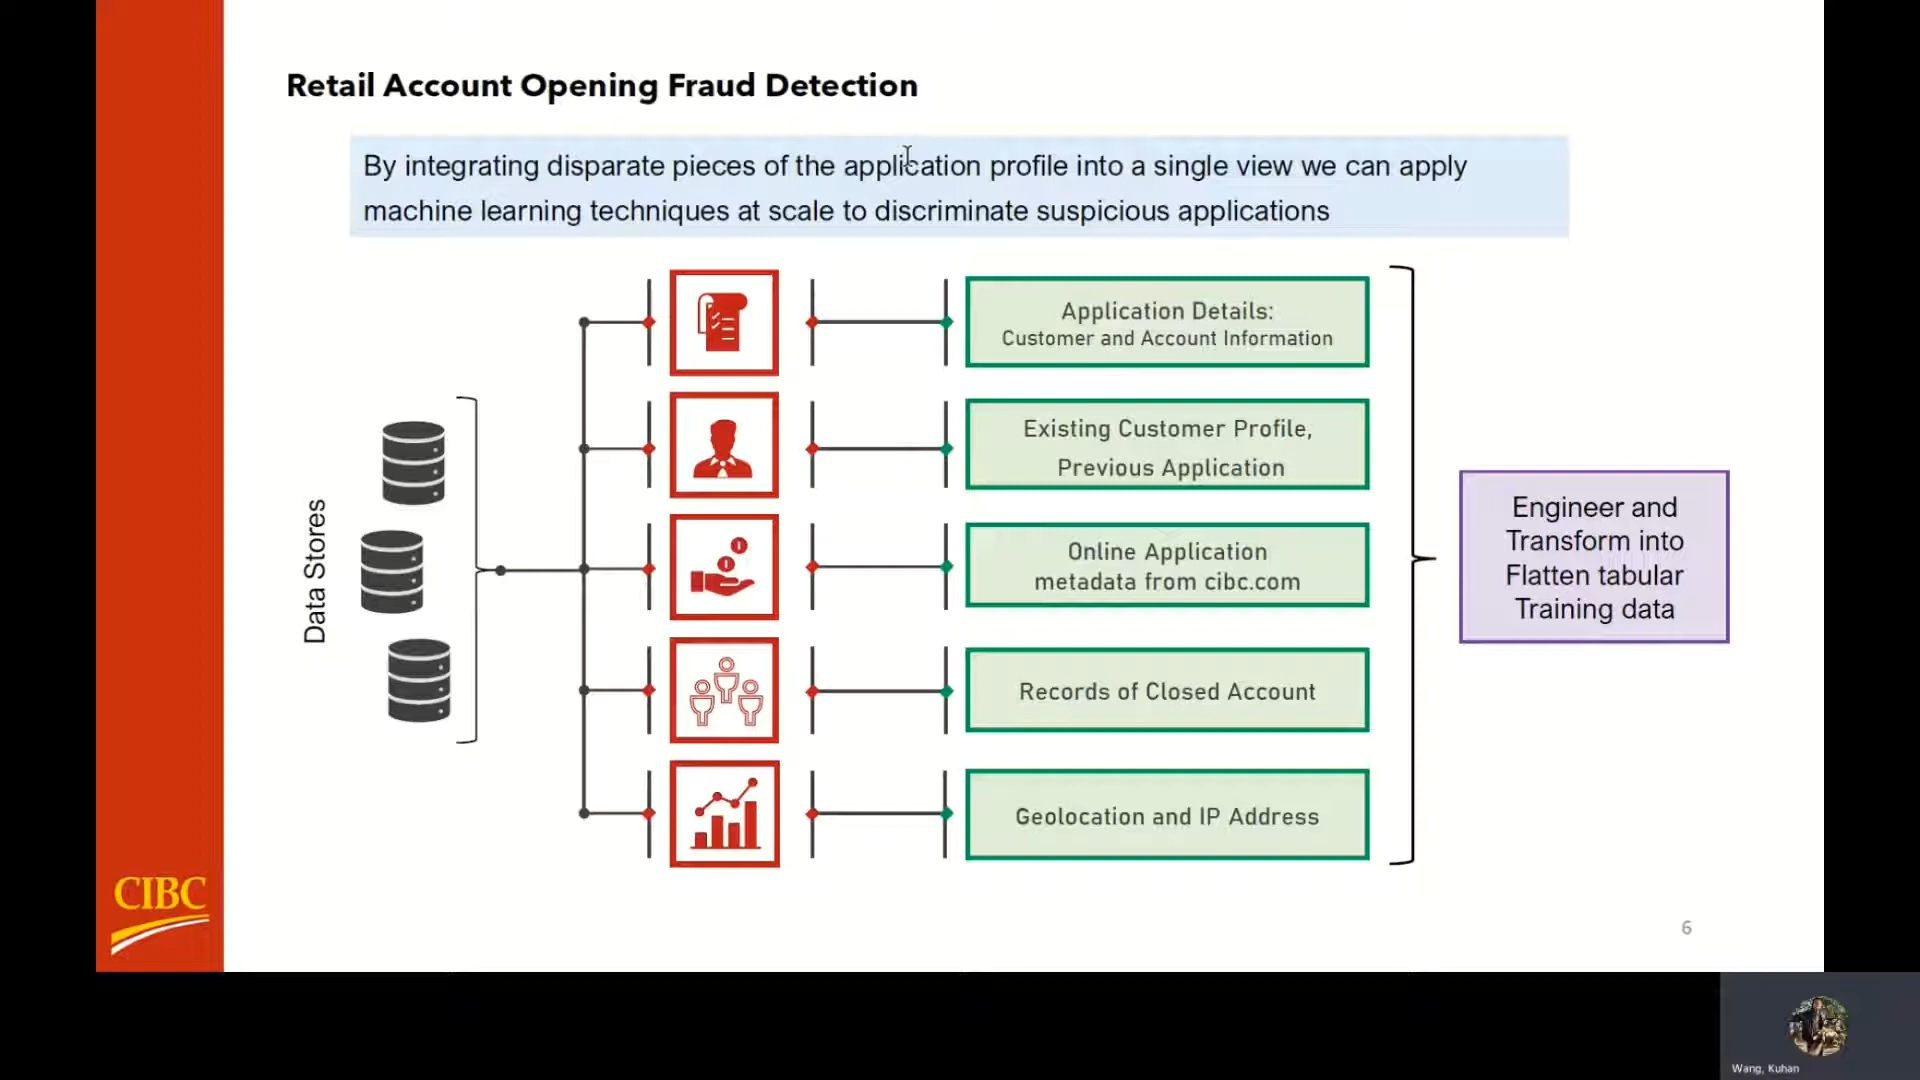 Retail Account Opening Fraud Detection
By integrating disparate pieces of the application profile into a single view we can apply
machine learning techniques at scale to discriminate suspicious applications
Data Stores
Application Details:
Customer and Account Information
Existing Customer Profile,
Previous Application
Online Application
metadata from cibc.com
Records of Closed Account
Geolocation and IP Address
Engineer and
Transform into
Flatten tabular
Training data
CIBC
6
Wang, Kuhan